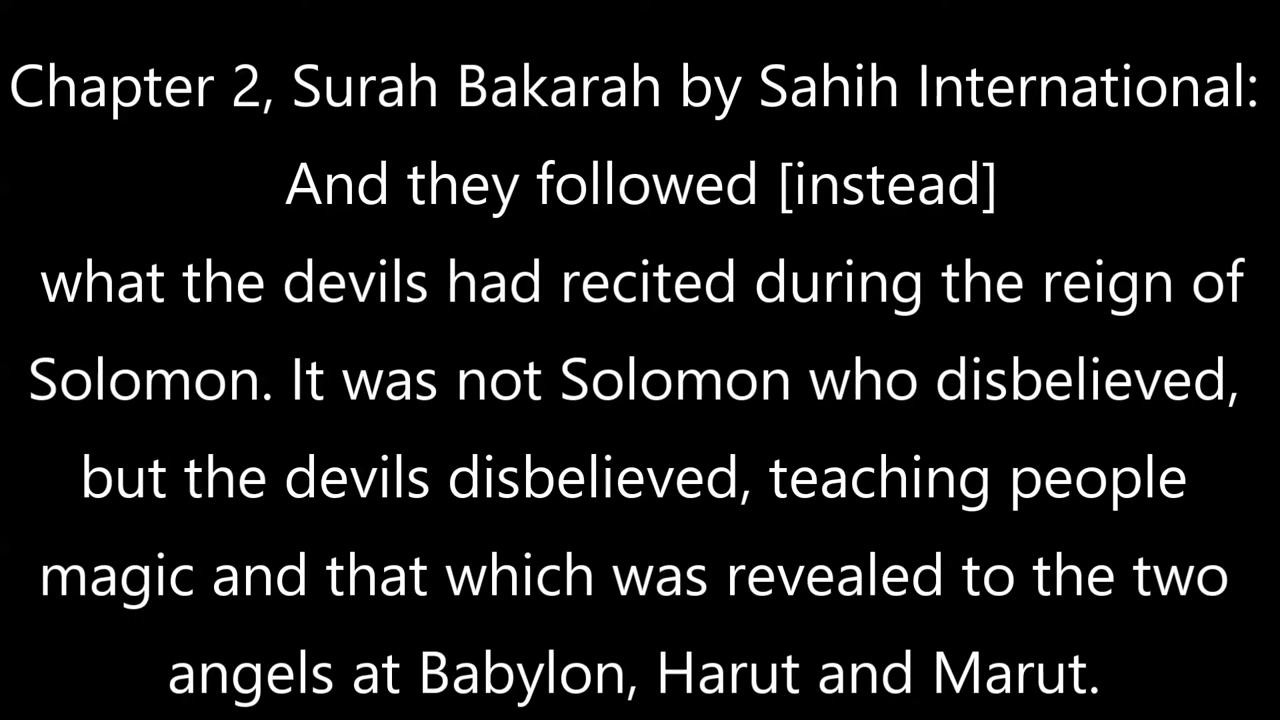 Chapter 2, Surah Bakarah by Sahih International:
And they followed [instead]
what the devils had recited during the reign of
Solomon. It was not Solomon who disbelieved,
but the devils disbelieved, teaching people
magic and that which was revealed to the two
angels at Babylon, Harut and Marut.